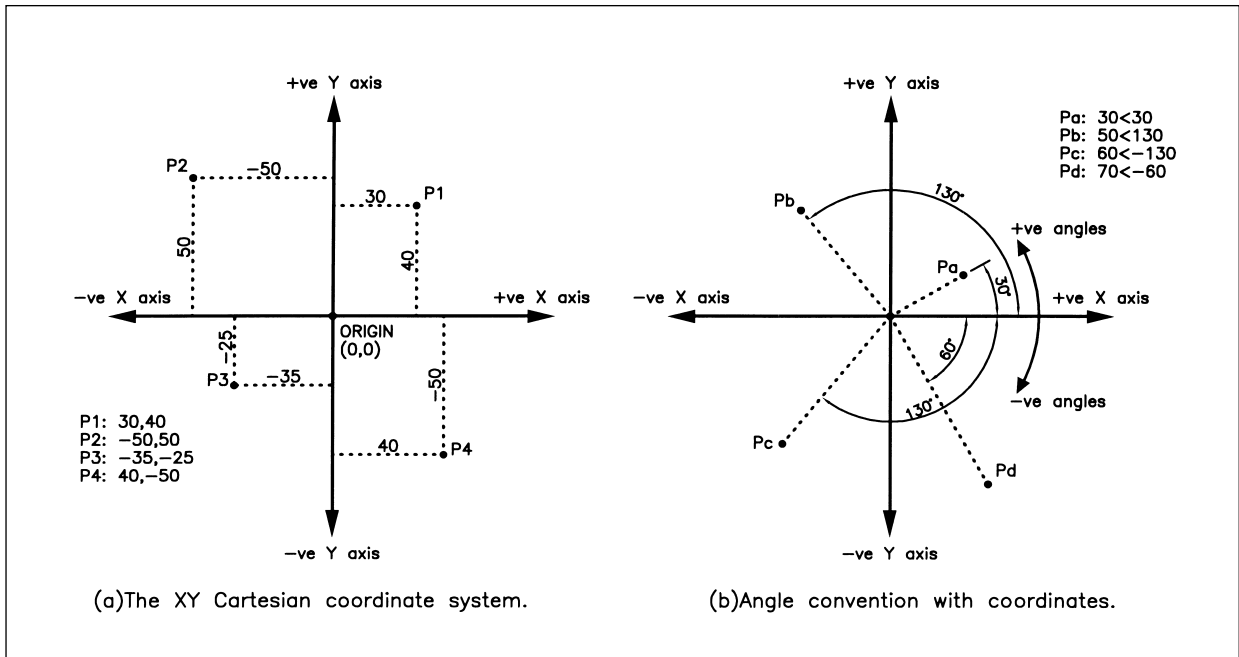 +ve Y axis
P2
−50
30
P1
50
40
−ve X axis
+ve X axis
ORIGIN
(0,0)
−25
P3
−35
−50
40
P4
P1: 30,40
P2: −50,50
P3: −35,−25
P4: 40,−50
−ve Y axis
(a)The XY Cartesian coordinate system.
+ve Y axis
Pa: 30<30
Pb: 50<130
Pc: 60<−130
Pd: 70<−60
130°
Pb
+ve angles
Pa
30°
−ve X axis
+ve X axis
60°
−ve angles
130°
Pc
Pd
−ve Y axis
(b)Angle convention with coordinates.